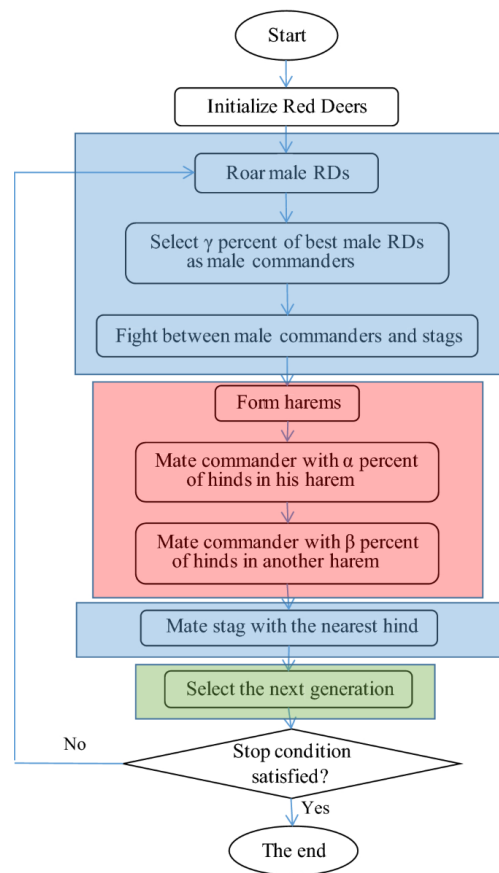 Start
Initialize Red Deers
Roar male RDs
Select γ percent of best male RDs
as male commanders
Fight between male commanders and stags
Form harems
Mate commander with α percent
of hinds in his harem
Mate commander with β percent
of hinds in another harem
Mate stag with the nearest hind
Select the next generation
No
Stop condition
satisfied?
Yes
The end